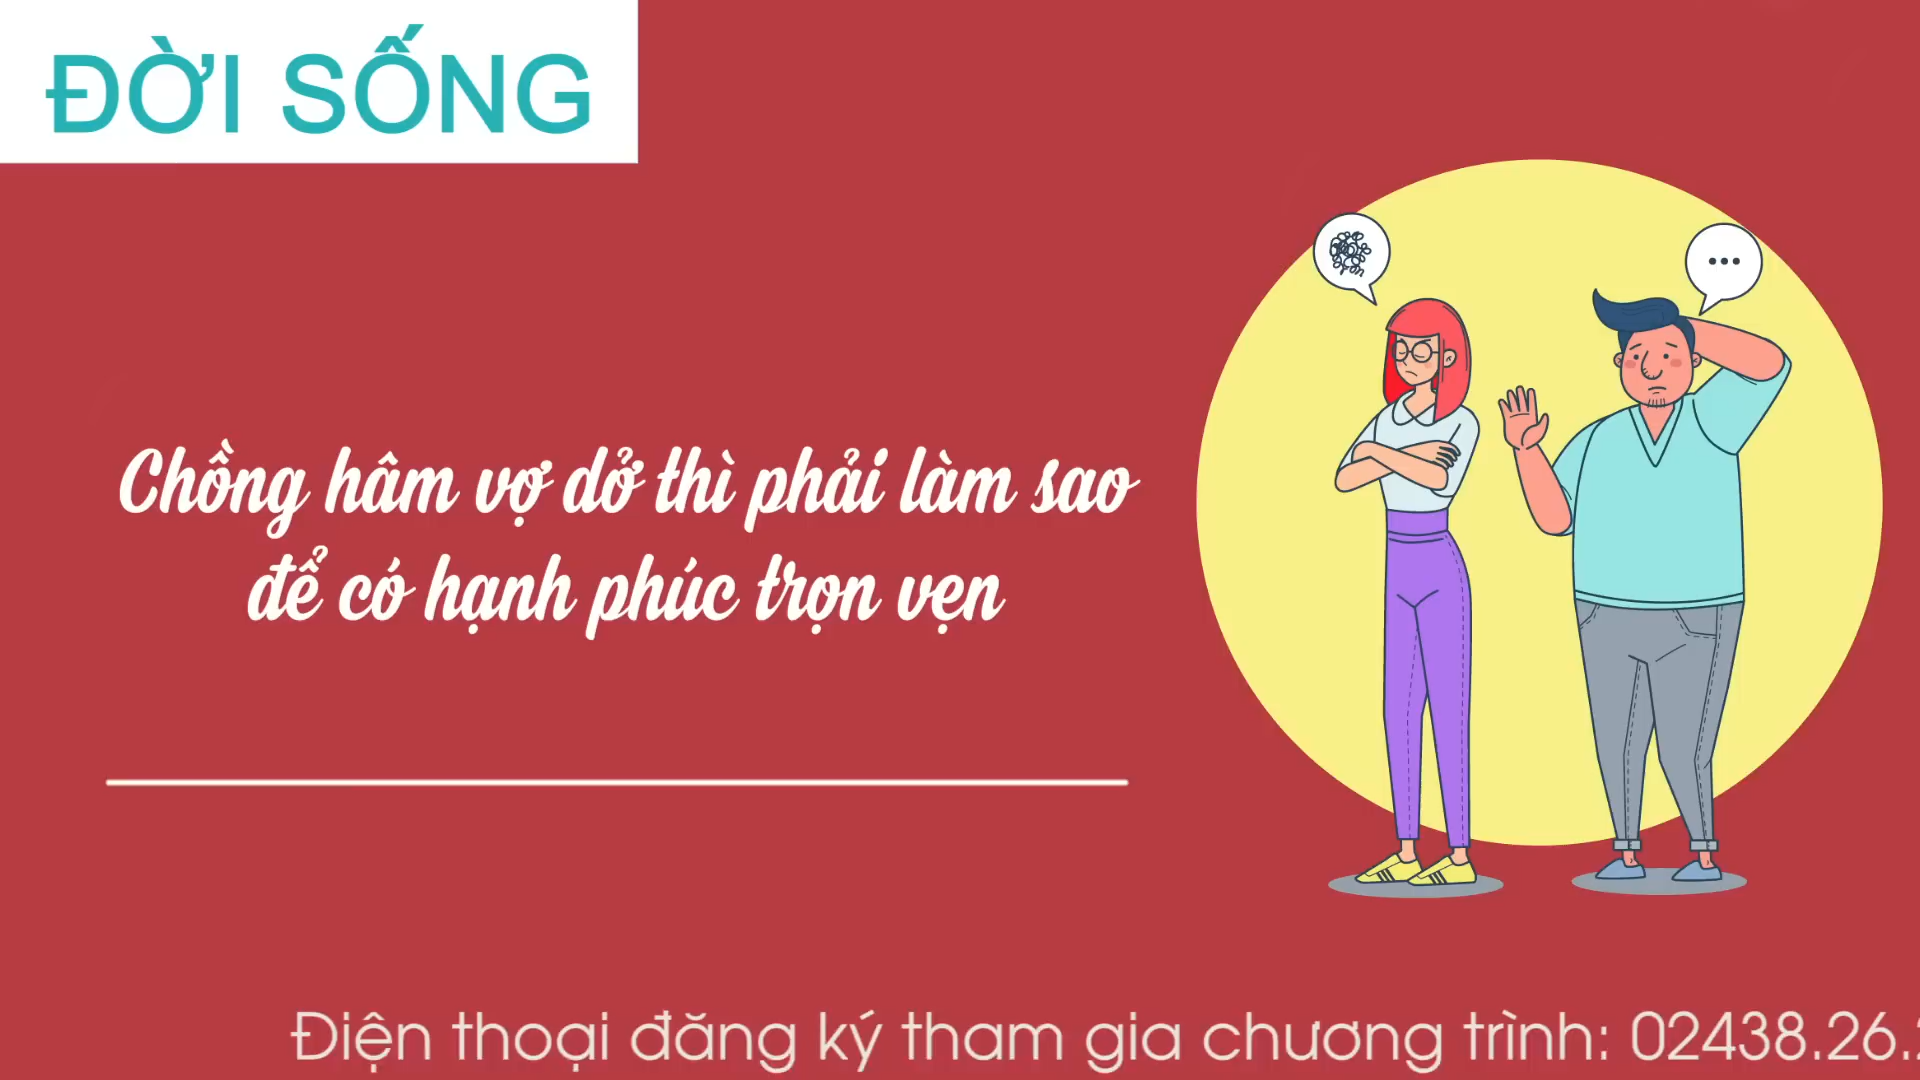 ĐỜI SỐNG
Chồng hâm vợ dở thì phải làm sao
để có hạnh phúc trọn vẹn
Điện thoại đăng ký tham gia chương trình: 02438.26.